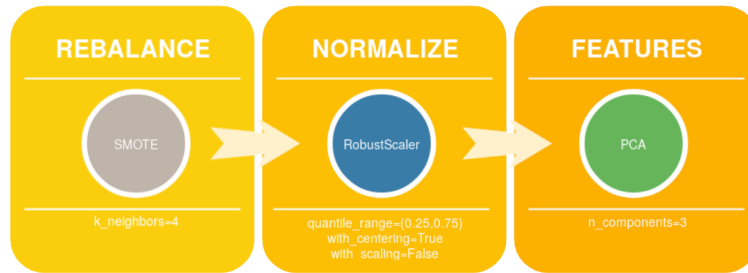 REBALANCE
SMOTE
k_neighbors=4
NORMALIZE
RobustScaler
quantile_range=(0.25,0.75)
with_centering=True
with_scaling=False
FEATURES
PCA
n_components=3